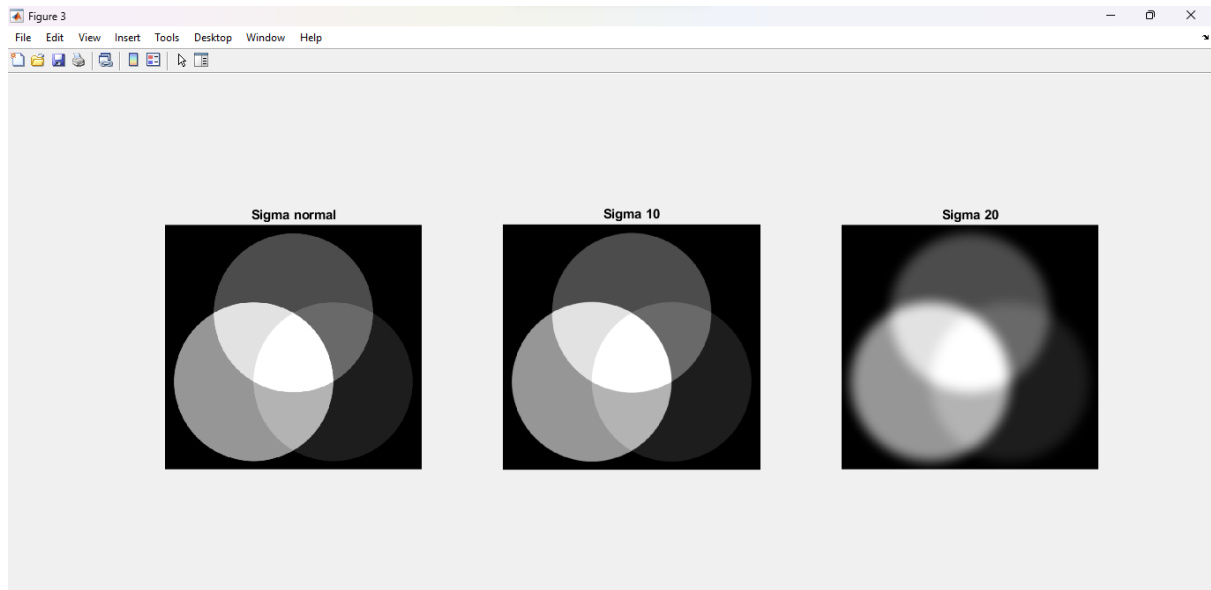 Figure 3
File Edit View Insert Tools Desktop Window Help
Sigma normal
Sigma 10
Sigma 20